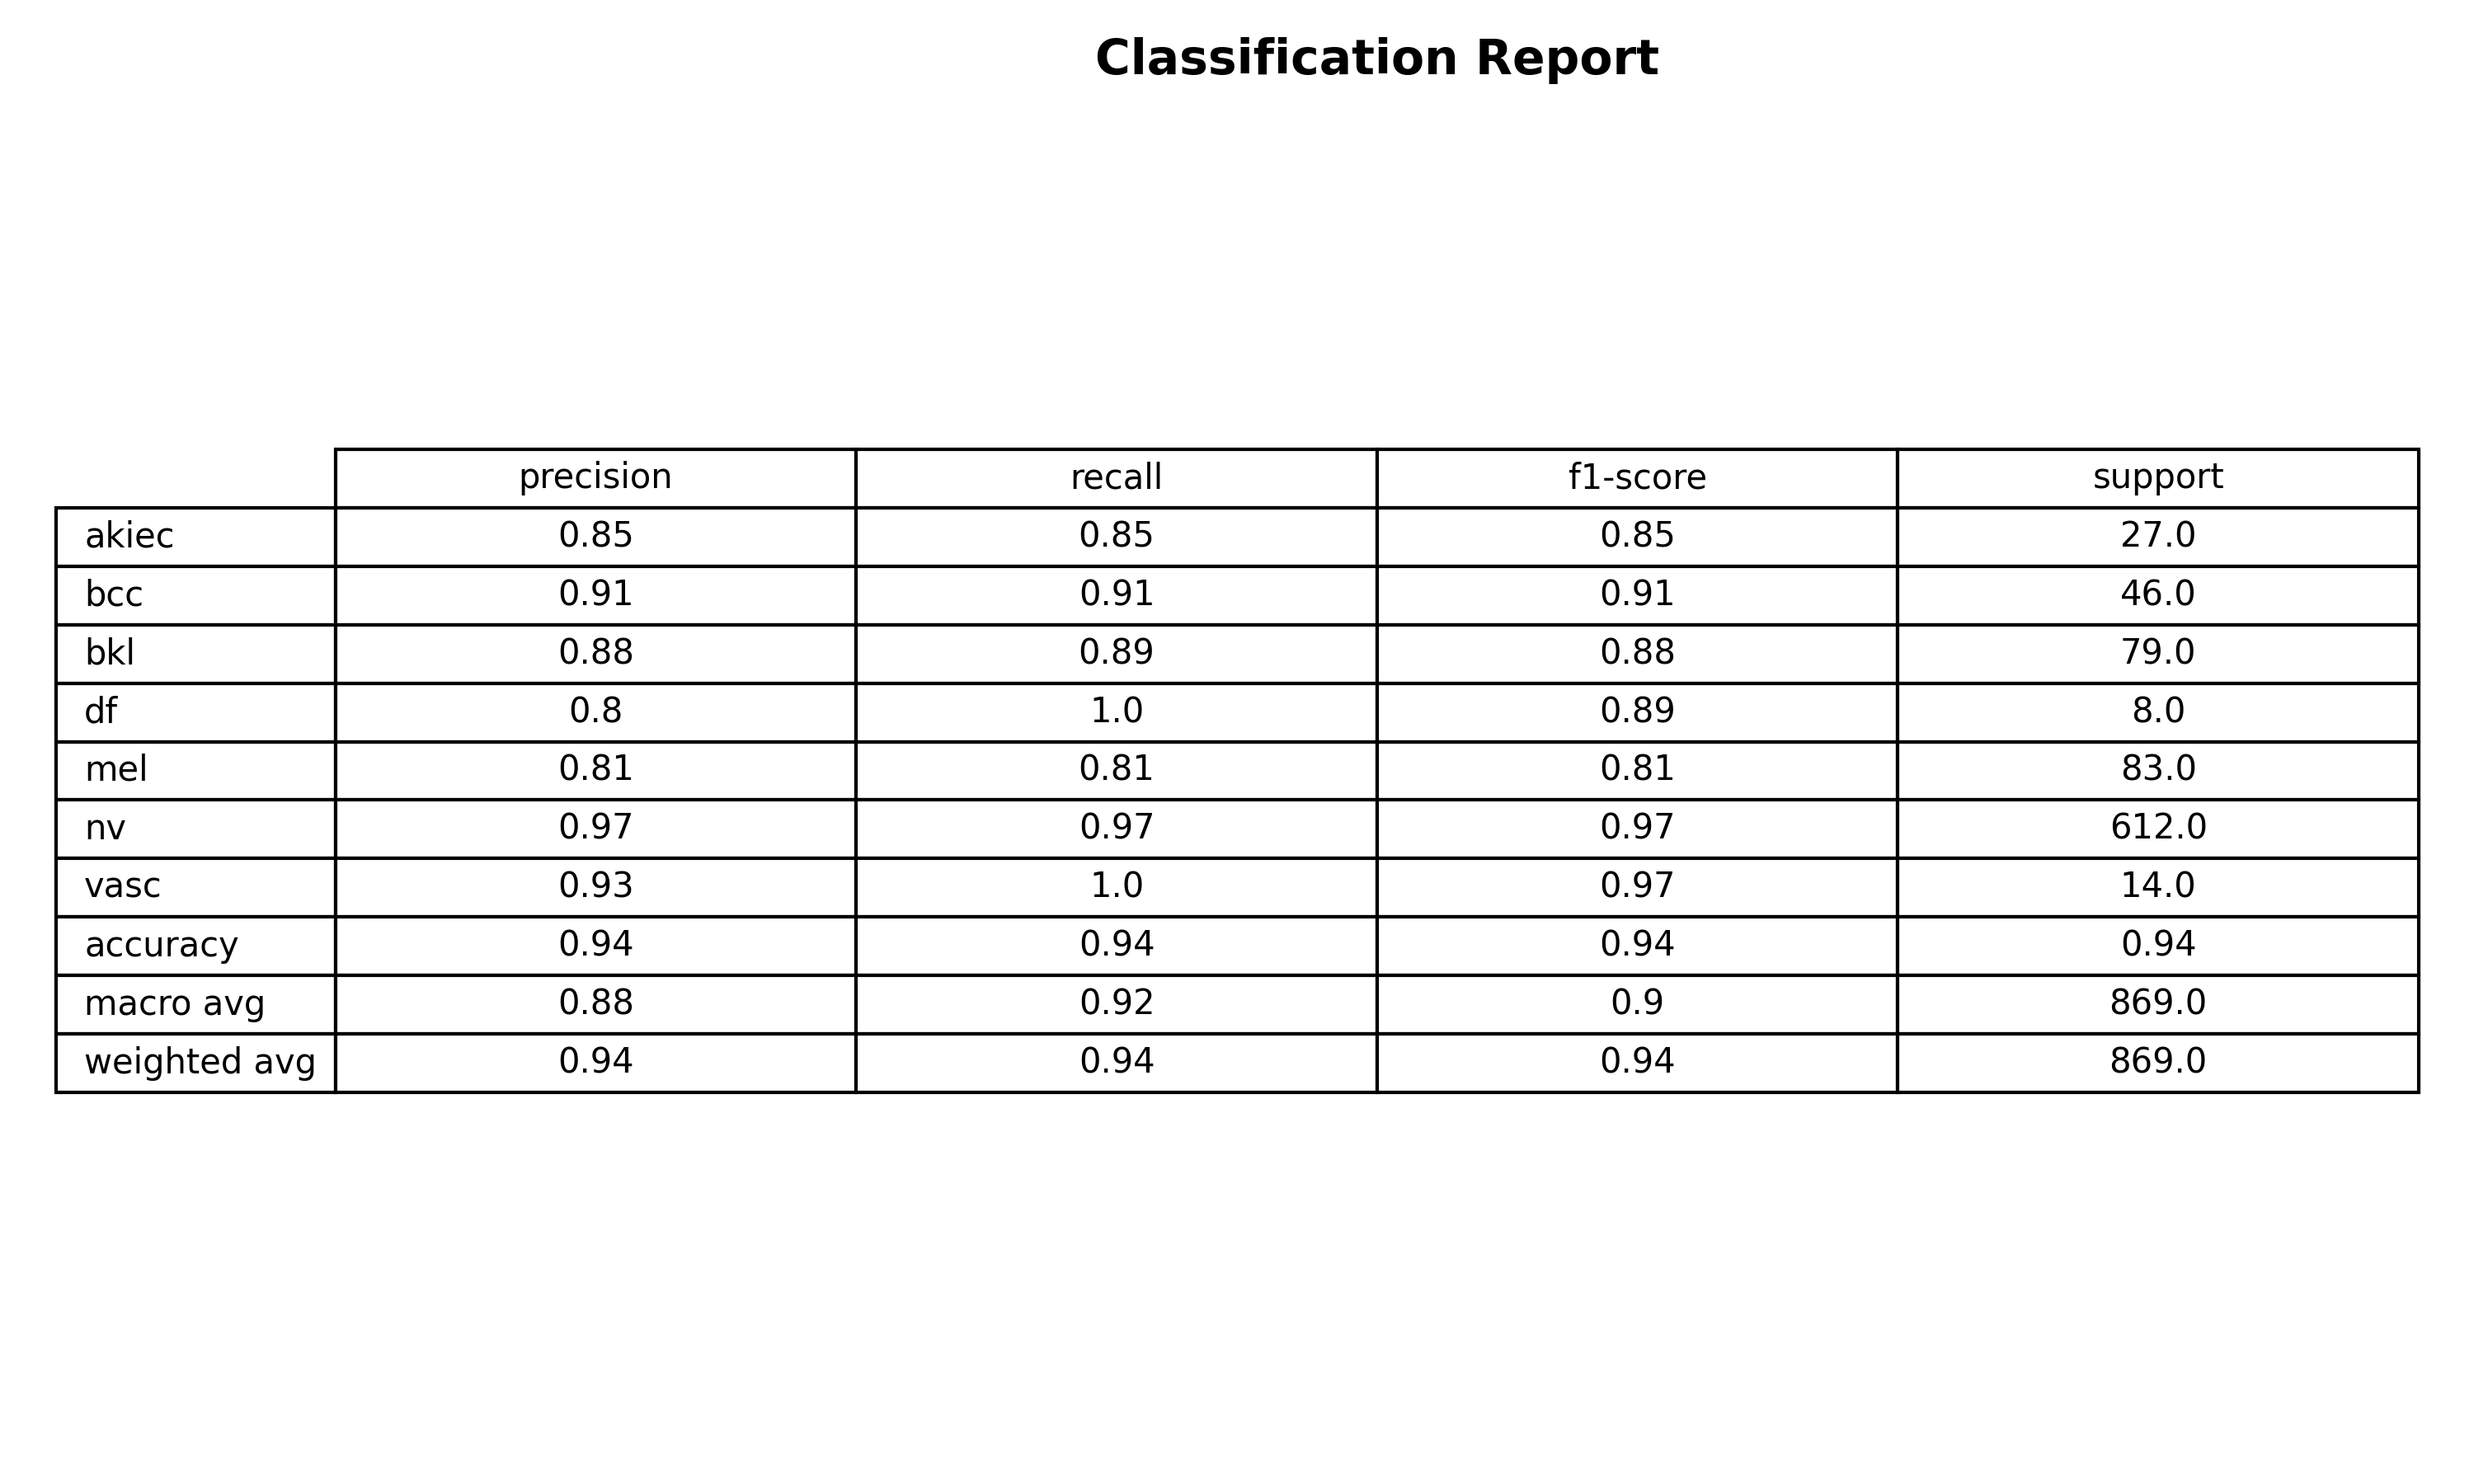 Classification Report
precision recall f1-score support
akiec 0.85 0.85 0.85 27.0
bcc 0.91 0.91 0.91 46.0
bkl 0.88 0.89 0.88 79.0
df 0.8 1.0 0.89 8.0
mel 0.81 0.81 0.81 83.0
nv 0.97 0.97 0.97 612.0
vasc 0.93 1.0 0.97 14.0
accuracy 0.94 0.94 0.94 0.94
macro avg 0.88 0.92 0.9 869.0
weighted avg 0.94 0.94 0.94 869.0